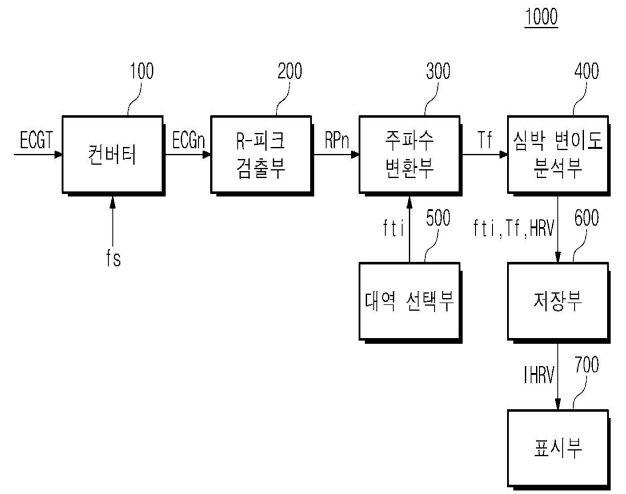 1000
100
200
300
400
ECGT
컨버터
ECGn
R-피크
검출부
RPn
주파수
변환부
Tf
심박 변이도
분석부
fs
fti
500
fti,Tf,HRV
600
대역 선택부
저장부
IHRV
700
표시부